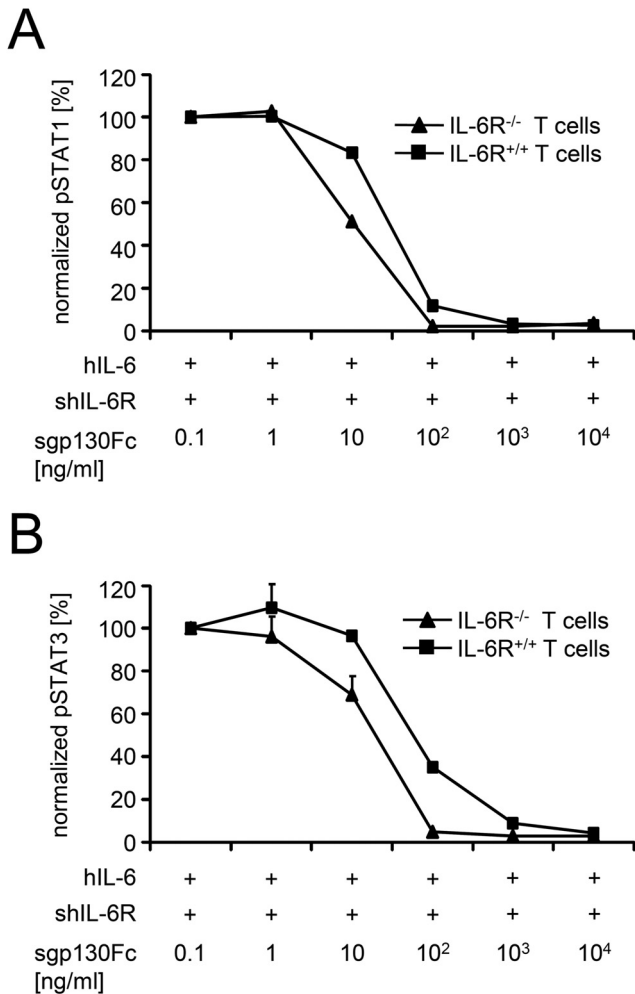 A
120
100
80
60
40
20
0
normalized pSTAT1 [%]
IL-6R-/- T cells
IL-6R+/+ T cells
hIL-6 + + + + + +
shIL-6R + + + + + +
sgp130Fc 0.1 1 10 10² 10³ 10⁴
[ng/ml]
B
120
100
80
60
40
20
0
normalized pSTAT3 [%]
IL-6R-/- T cells
IL-6R+/+ T cells
hIL-6 + + + + + +
shIL-6R + + + + + +
sgp130Fc 0.1 1 10 10² 10³ 10⁴
[ng/ml]